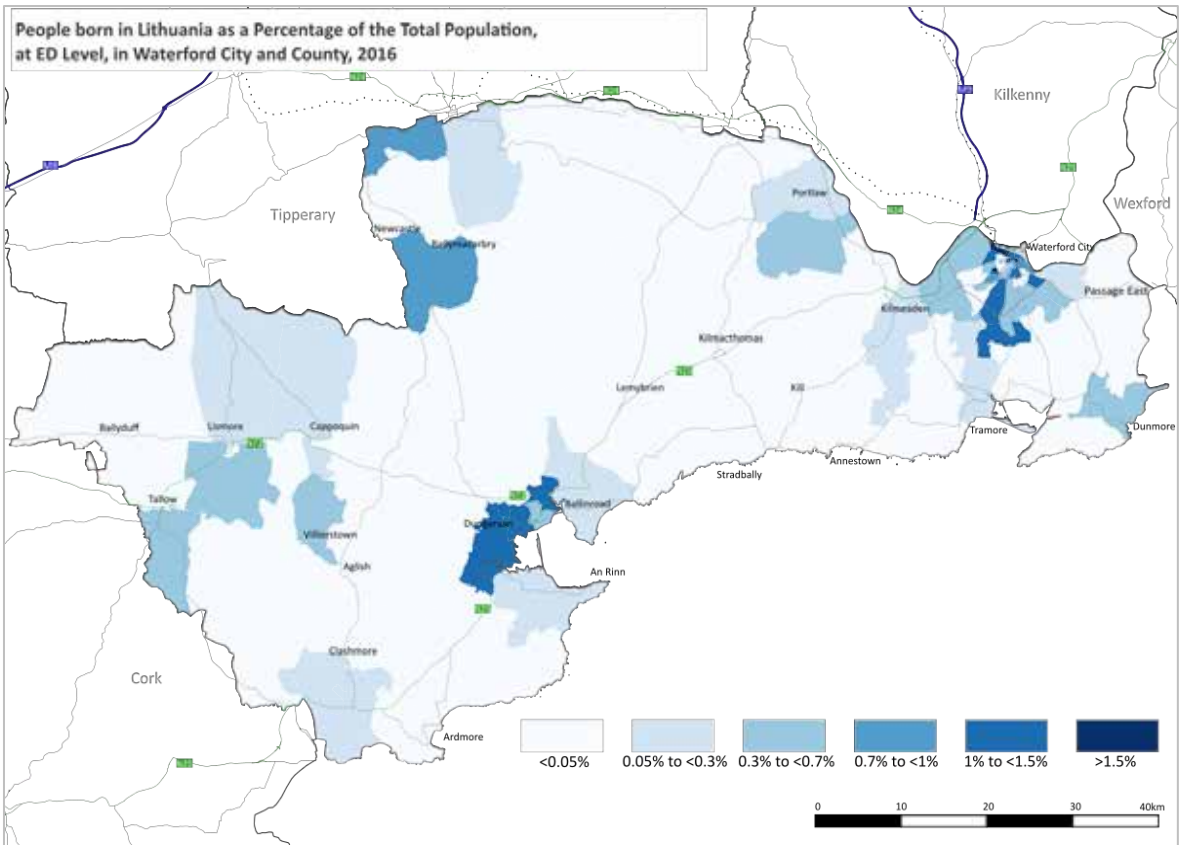 People born in Lithuania as a Percentage of the Total Population,
at ED Level, in Waterford City and County, 2016
Kilkenny
Wexford
Tipperary
Portlaw
Newcastle
Ballymacarbry
Waterford City
Passage East
Kilmeaden
Kilmacthomas
Lemybrien
Kill
Ballyduff
Lismore
Cappoquin
Tramore
Dunmore
Annestown
Stradbally
Tallow
Ballinroad
Dungarvan
Villierstown
Aglish
An Rinn
Clashmore
Cork
Ardmore
<0.05%
0.05% to <0.3%
0.3% to <0.7%
0.7% to <1%
1% to <1.5%
>1.5%
0
10
20
30
40km